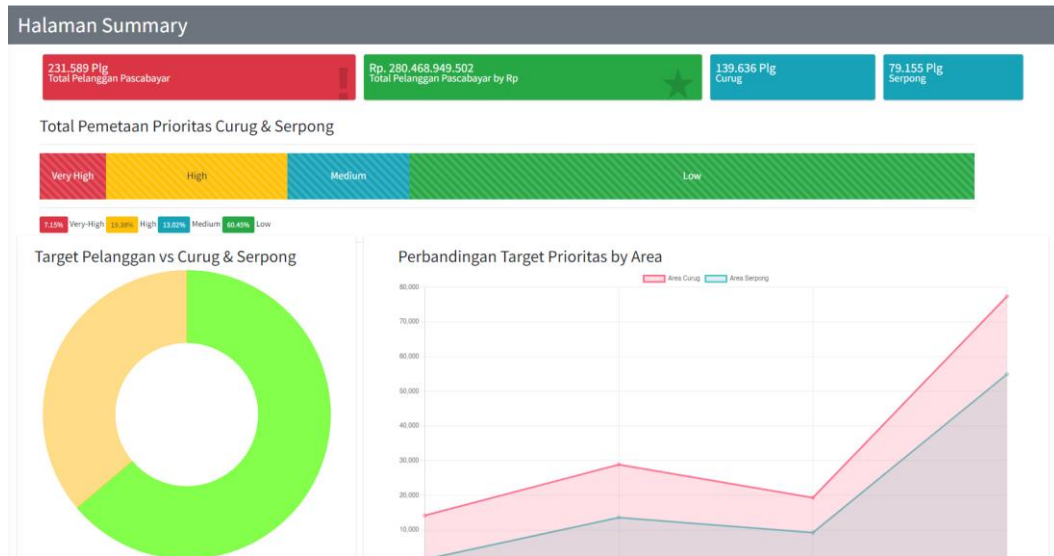 Halaman Summary
231.589 Plg
Total Pelanggan Pascabayar
Rp. 280.468.949.502
Total Pelanggan Pascabayar by Rp
139.636 Plg
Curug
79.155 Plg
Serpong
Total Pemetaan Prioritas Curug & Serpong
Very High
High
Medium
Low
7.15% Very-High 19.38% High 13.02% Medium 60.45% Low
Target Pelanggan vs Curug & Serpong
Perbandingan Target Prioritas by Area
Area Curug Area Serpong
80,000
70,000
60,000
50,000
40,000
30,000
20,000
10,000